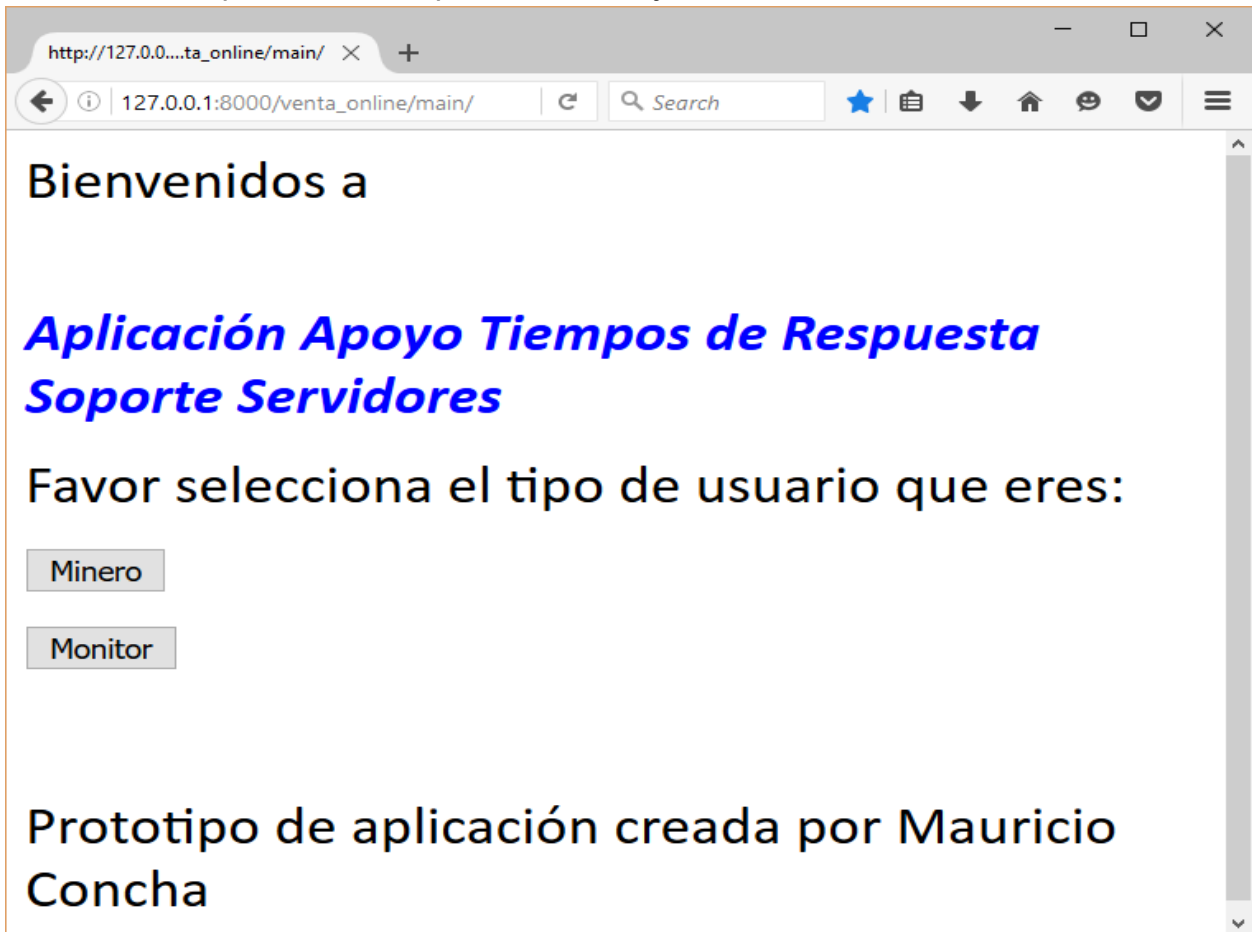 http://127.0.0....ta_online/main/
127.0.0.1:8000/venta_online/main/
Search
Bienvenidos a
Aplicación Apoyo Tiempos de Respuesta
Soporte Servidores
Favor selecciona el tipo de usuario que eres:
Minero
Monitor
Prototipo de aplicación creada por Mauricio
Concha